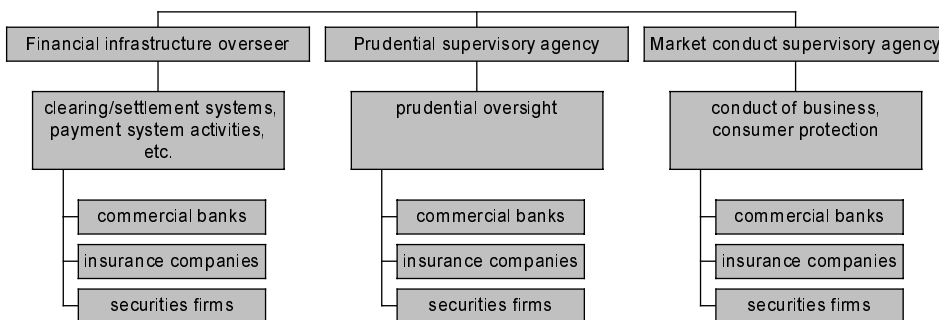 Financial infrastructure overseer
Prudential supervisory agency
Market conduct supervisory agency
clearing/settlement systems,
payment system activities,
etc.
prudential oversight
conduct of business,
consumer protection
commercial banks
insurance companies
securities firms
commercial banks
insurance companies
securities firms
commercial banks
insurance companies
securities firms